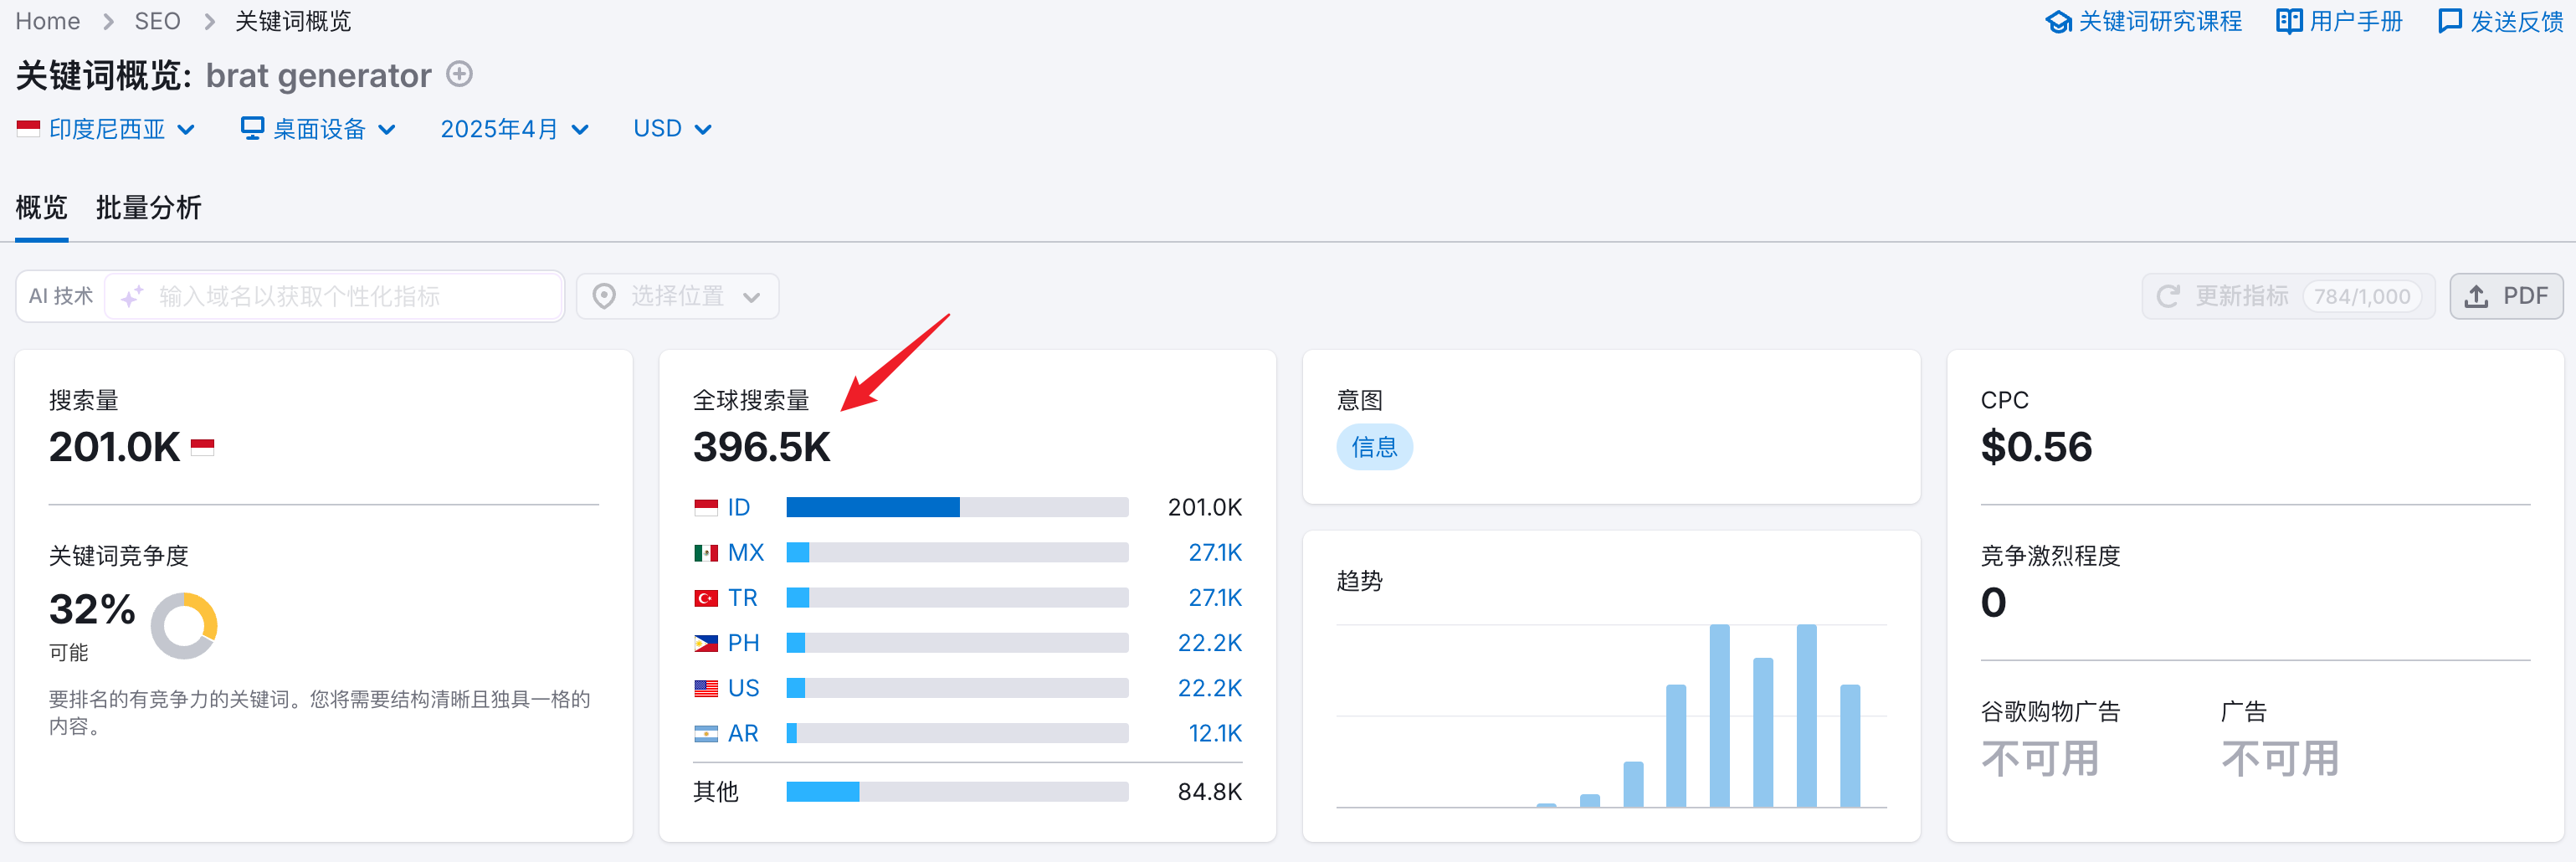 Home > SEO > 关键词概览
关键词研究课程 用户手册 发送反馈
关键词概览: brat generator
印度尼西亚 桌面设备 2025年4月 USD
概览 批量分析
AI 技术 输入域名以获取个性化指标 选择位置
更新指标 784/1,000 PDF
搜索量
201.0K
关键词竞争度
32%
可能
要排名的有竞争力的关键词。您将需要结构清晰且独具一格的
内容。
全球搜索量
396.5K
ID 201.0K
MX 27.1K
TR 27.1K
PH 22.2K
US 22.2K
AR 12.1K
其他 84.8K
意图
信息
趋势
CPC
$0.56
竞争激烈程度
0
谷歌购物广告 广告
不可用 不可用